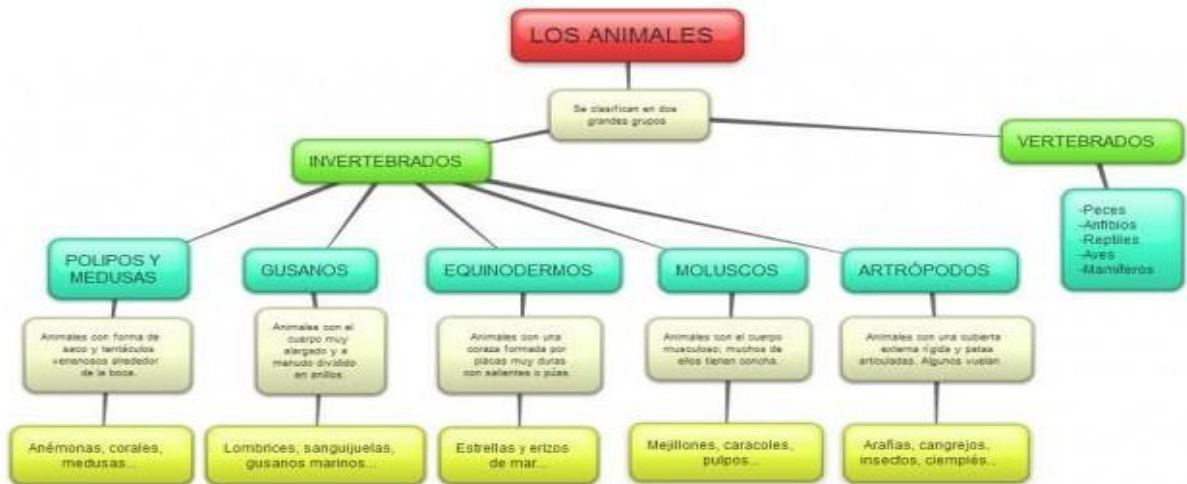 LOS ANIMALES
Se clasifican en dos
grandes grupos
INVERTEBRADOS
VERTEBRADOS
-Peces
-Anfibios
-Reptiles
-Aves
-Mamíferos
POLIPOS Y
MEDUSAS
GUSANOS
EQUINODERMOS
MOLUSCOS
ARTRÓPODOS
Animales con forma de
saco y tentáculos
venenosos alrededor
de la boca.
Animales con el
cuerpo muy
alargado y a
menudo dividido
en anillos.
Animales con una
coraza formada por
placas muy duras
con salientes o púas.
Animales con el cuerpo
musculoso; muchos de
ellos tienen concha.
Animales con una cubierta
externa rígida y patas
articuladas. Algunos vuelan.
Anémonas, corales,
medusas...
Lombrices, sanguijuelas,
gusanos marinos...
Estrellas y erizos
de mar...
Mejillones, caracoles,
pulpos...
Arañas, cangrejos,
insectos, ciempiés...